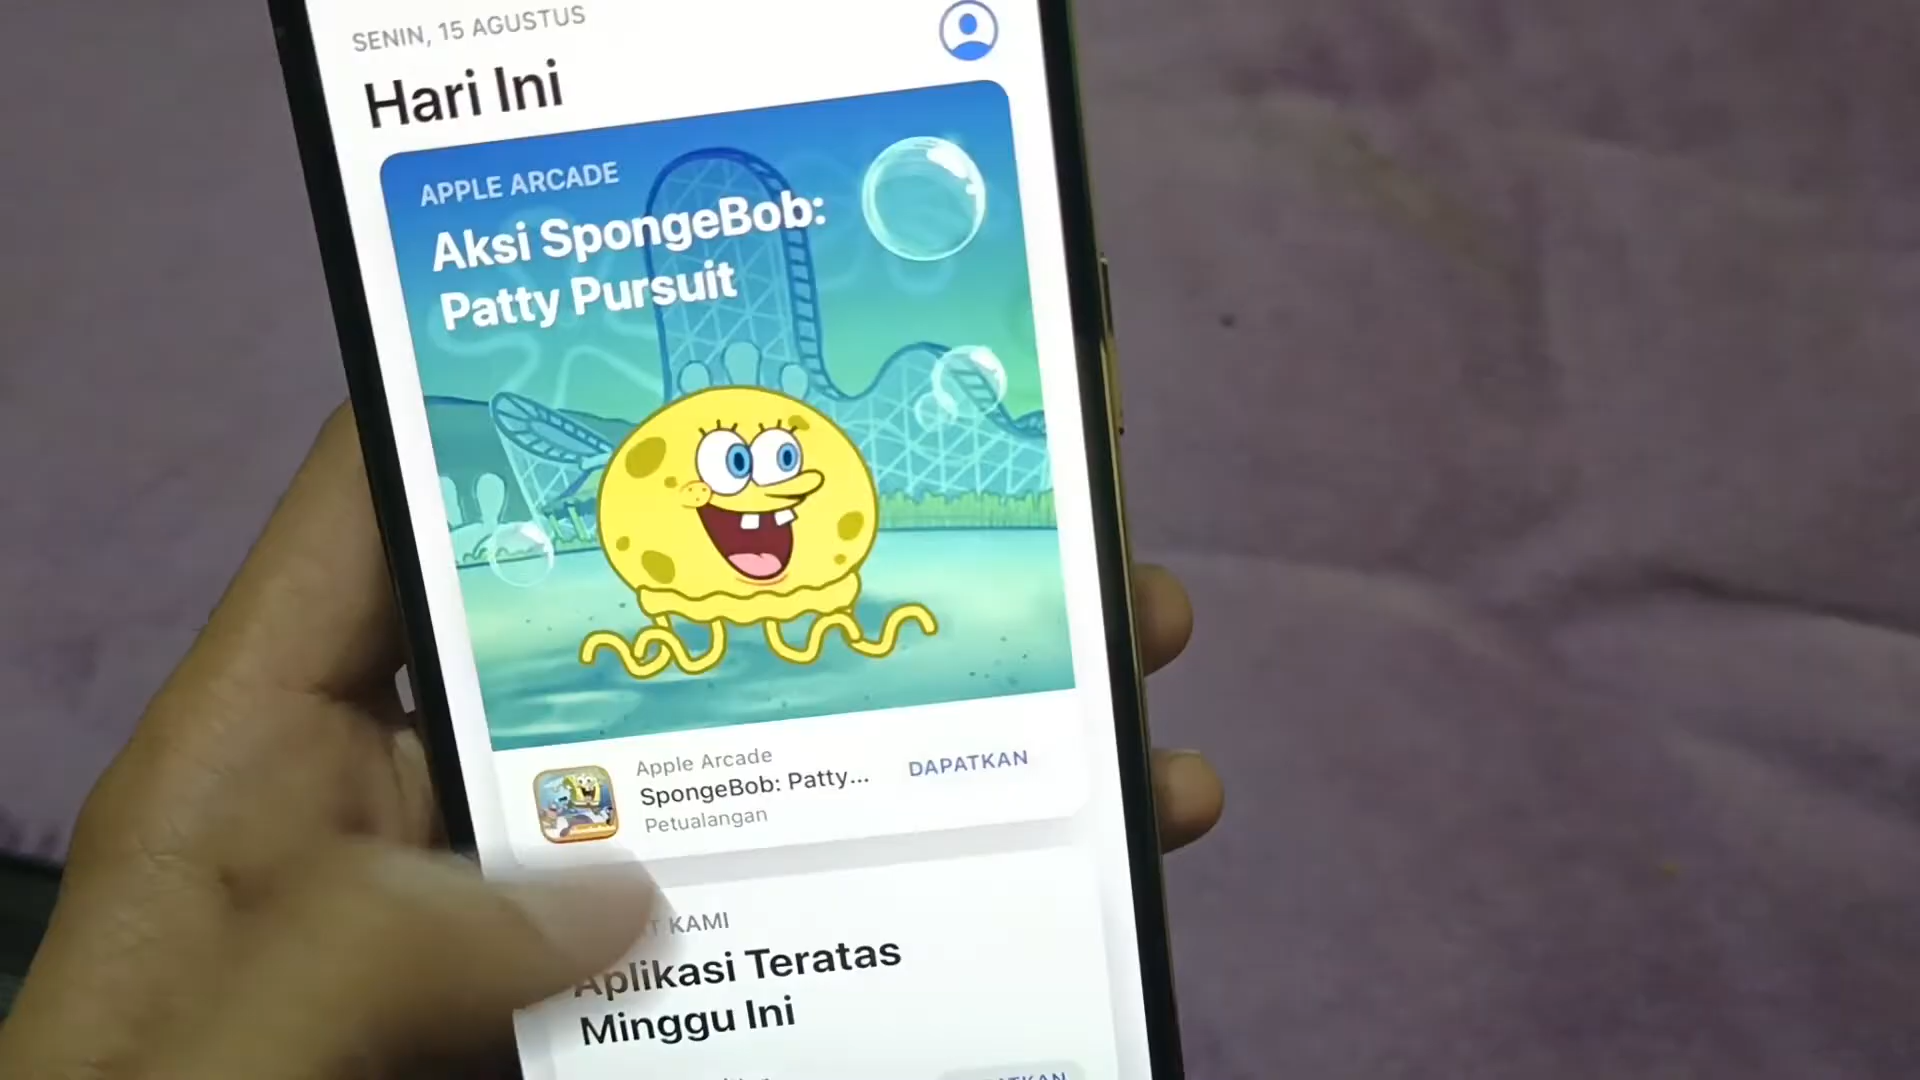 SENIN, 15 AGUSTUS
Hari Ini
APPLE ARCADE
Aksi SpongeBob:
Patty Pursuit
Apple Arcade
SpongeBob: Patty...
Petualangan
DAPATKAN
KAMI
Aplikasi Teratas
Minggu Ini